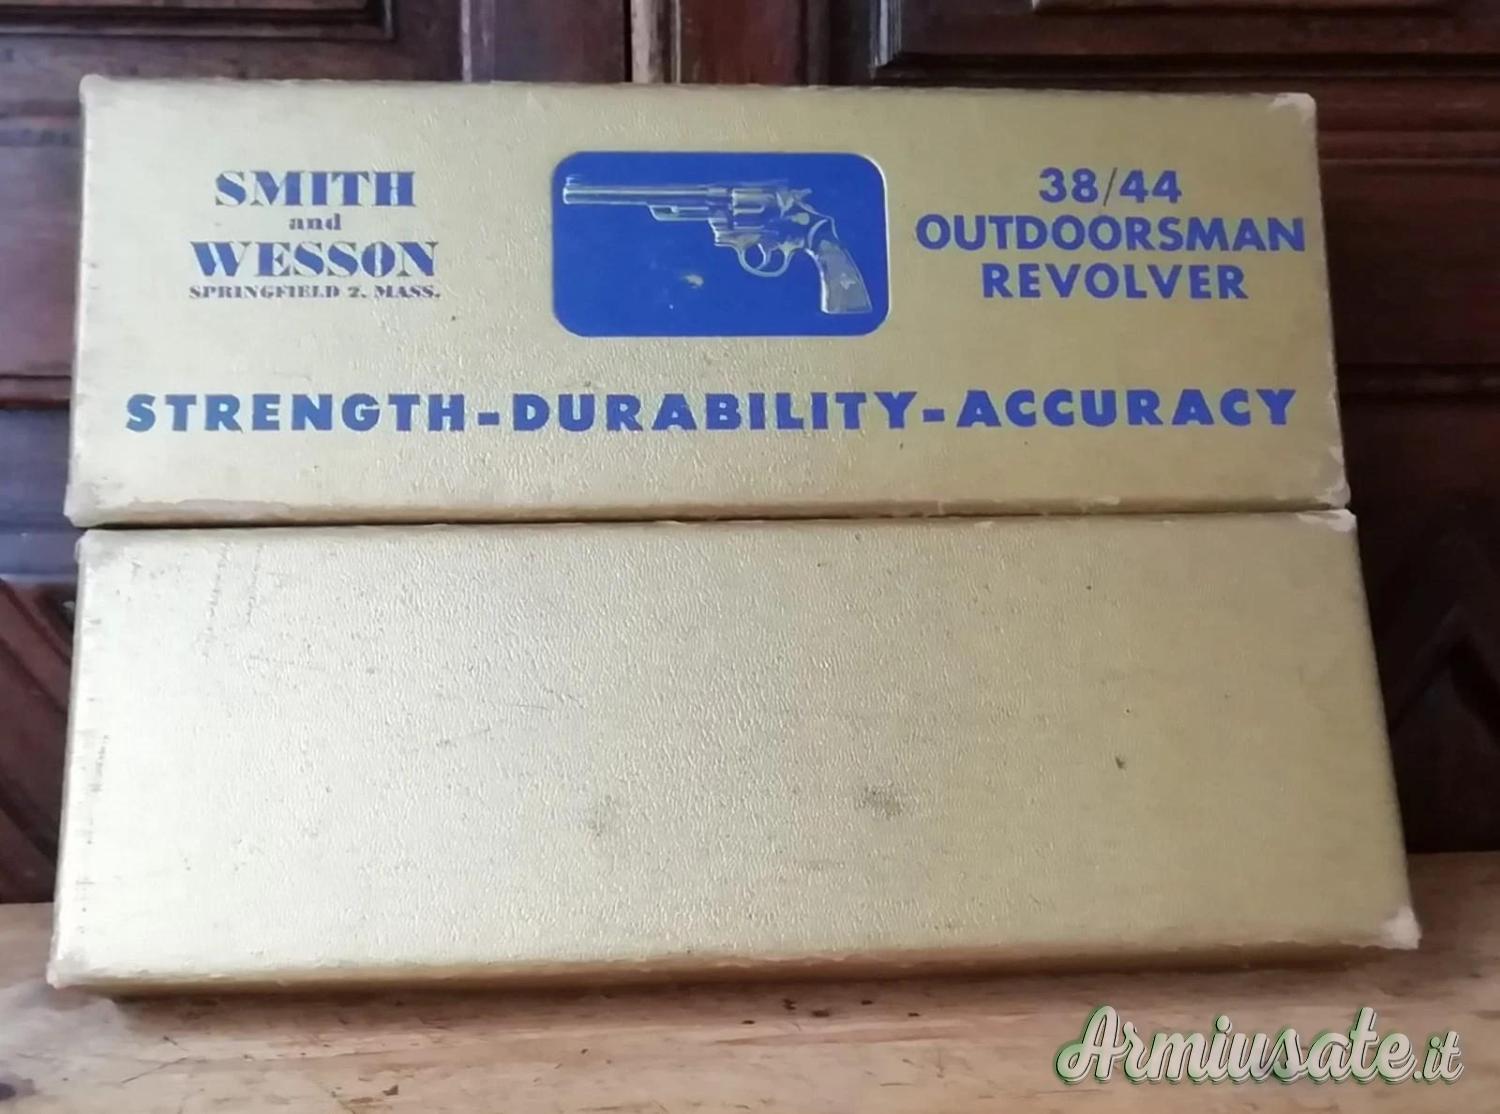 SMITH
and
WESSON
SPRINGFIELD 2, MASS.
38/44
OUTDOORSMAN
REVOLVER
STRENGTH-DURABILITY-ACCURACY
Armiusate.it